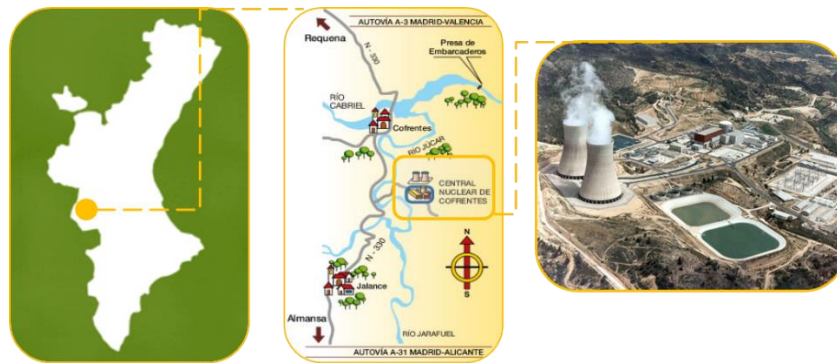 AUTOVÍA A-3 MADRID-VALENCIA
Requena
N - 330
Presa de
Embarcaderos
RÍO
CABRIEL
Cofrentes
RÍO JÚCAR
CENTRAL
NUCLEAR DE
COFRENTES
N - 330
N
S
Jalance
Almansa
RÍO JARAFUEL
AUTOVÍA A-31 MADRID-ALICANTE